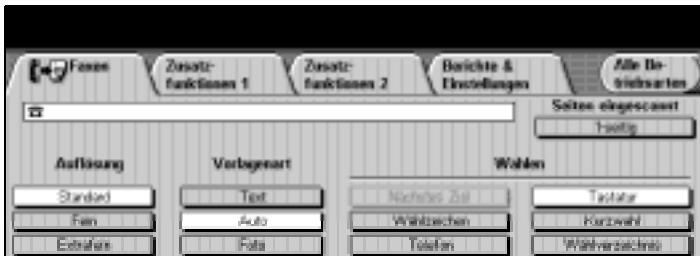 Faxen
Zusatz-
funktionen 1
Zusatz-
funktionen 2
Berichte &
Einstellungen
Alle Be-
triebsarten
Seiten eingescannt
1-seitig
Auflösung
Vorlagenart
Wählen
Standard
Text
Nächstes Ziel
Tastatur
Fein
Auto
Wählzeichen
Kurzwahl
Extrafein
Foto
Telefon
Wählverzeichnis